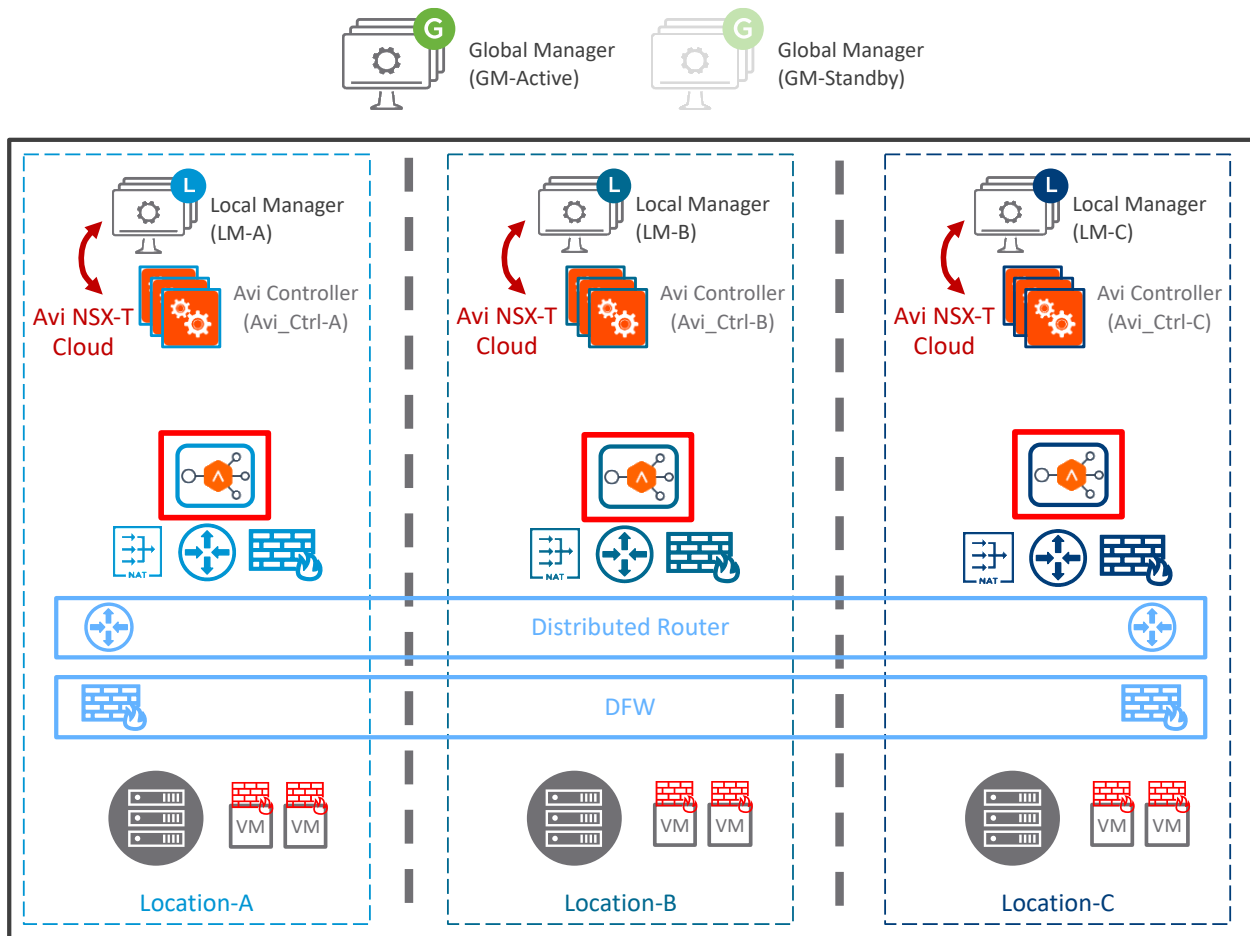 G
Global Manager
(GM-Active)
G
Global Manager
(GM-Standby)
L
Local Manager
(LM-A)
Avi NSX-T
Cloud
Avi Controller
(Avi_Ctrl-A)
NAT
L
Local Manager
(LM-B)
Avi NSX-T
Cloud
Avi Controller
(Avi_Ctrl-B)
NAT
L
Local Manager
(LM-C)
Avi NSX-T
Cloud
Avi Controller
(Avi_Ctrl-C)
NAT
Distributed Router
DFW
VM
VM
VM
VM
VM
VM
Location-A
Location-B
Location-C